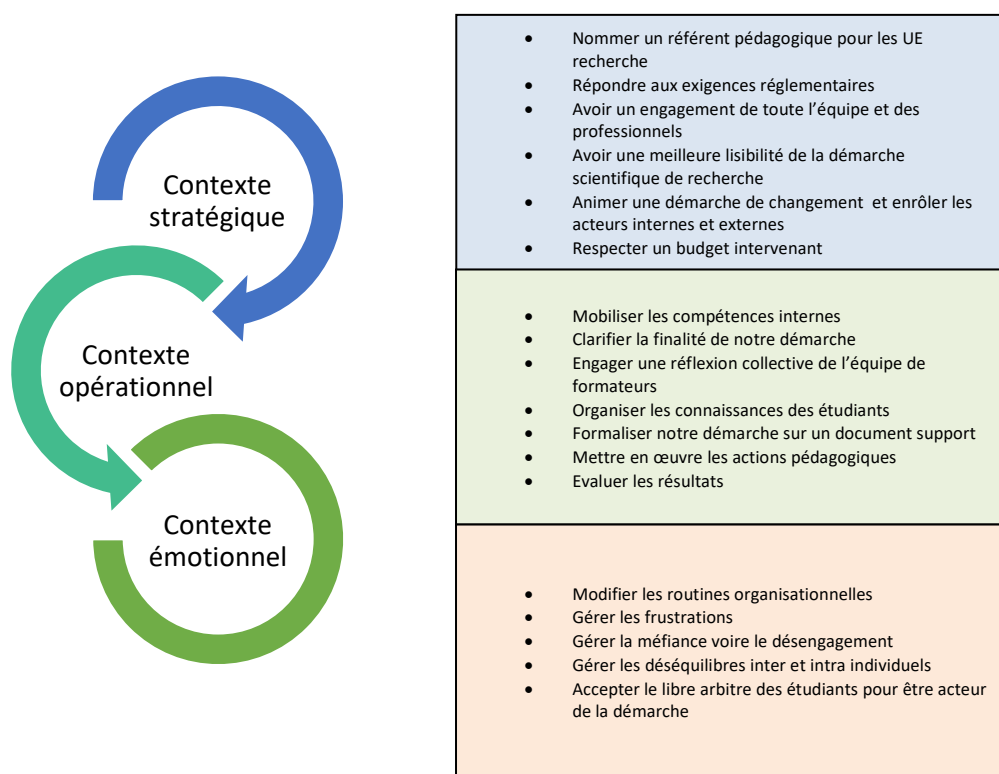 Contexte
stratégique
• Nommer un référent pédagogique pour les UE
recherche
• Répondre aux exigences réglementaires
• Avoir un engagement de toute l’équipe et des
professionnels
• Avoir une meilleure lisibilité de la démarche
scientifique de recherche
• Animer une démarche de changement et enrôler les
acteurs internes et externes
• Respecter un budget intervenant
Contexte
opérationnel
• Mobiliser les compétences internes
• Clarifier la finalité de notre démarche
• Engager une réflexion collective de l’équipe de
formateurs
• Organiser les connaissances des étudiants
• Formaliser notre démarche sur un document support
• Mettre en œuvre les actions pédagogiques
• Evaluer les résultats
Contexte
émotionnel
• Modifier les routines organisationnelles
• Gérer les frustrations
• Gérer la méfiance voire le désengagement
• Gérer les déséquilibres inter et intra individuels
• Accepter le libre arbitre des étudiants pour être acteur
de la démarche